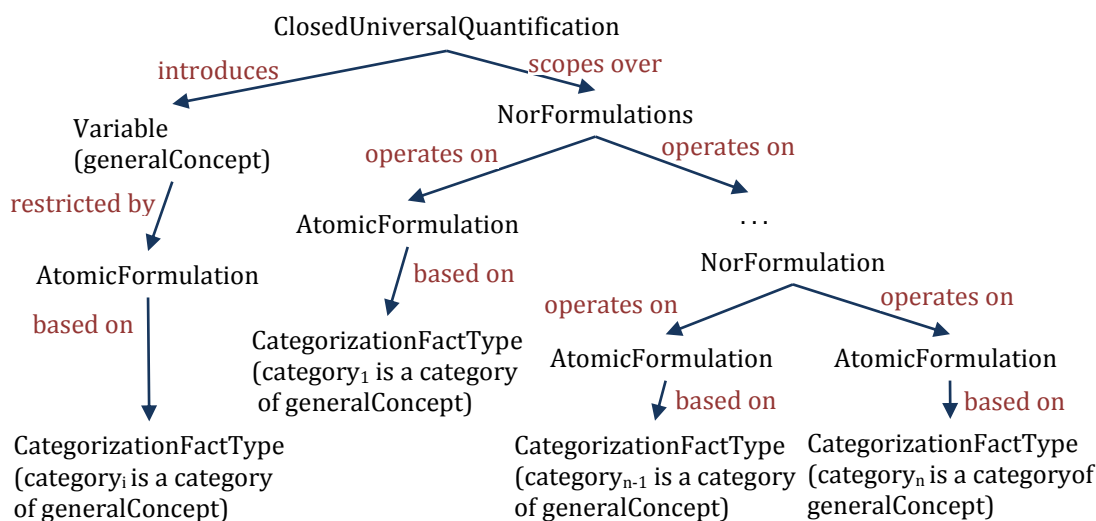 ClosedUniversalQuantification
introduces
scopes over
Variable
(generalConcept)
NorFormulations
operates on
operates on
restricted by
AtomicFormulation
. . .
AtomicFormulation
based on
NorFormulation
based on
operates on
operates on
CategorizationFactType
(category₁ is a category
of generalConcept)
AtomicFormulation
AtomicFormulation
based on
based on
CategorizationFactType
(categoryᵢ is a category
of generalConcept)
CategorizationFactType
(categoryₙ₋₁ is a category
of generalConcept)
CategorizationFactType
(categoryₙ is a categoryof
generalConcept)